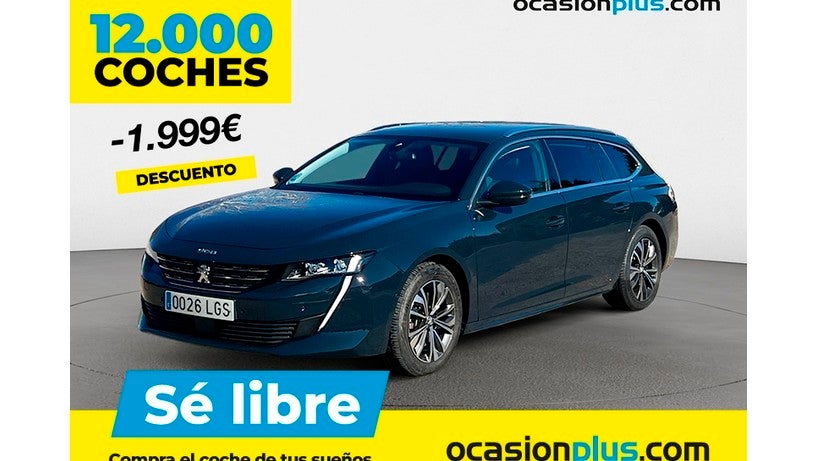 ocasionplus.com
12.000
COCHES
-1.999€
DESCUENTO
508
0026 LGS
Sé libre
Compra el coche de tus sueños
ocasionplus.com